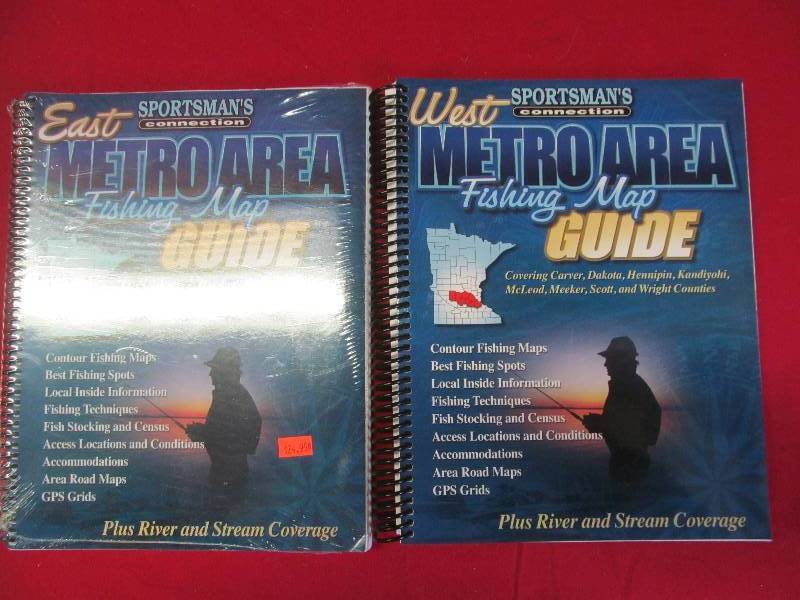 East
SPORTSMAN'S
connection
METRO AREA
Fishing Map
GUIDE
Contour Fishing Maps
Best Fishing Spots
Local Inside Information
Fishing Techniques
Fish Stocking and Census
Access Locations and Conditions
Accommodations
Area Road Maps
GPS Grids
$24.95
Plus River and Stream Coverage
West
SPORTSMAN'S
connection
METRO AREA
Fishing Map
GUIDE
Covering Carver, Dakota, Hennipin, Kandiyohi,
McLeod, Meeker, Scott, and Wright Counties
Contour Fishing Maps
Best Fishing Spots
Local Inside Information
Fishing Techniques
Fish Stocking and Census
Access Locations and Conditions
Accommodations
Area Road Maps
GPS Grids
Plus River and Stream Coverage